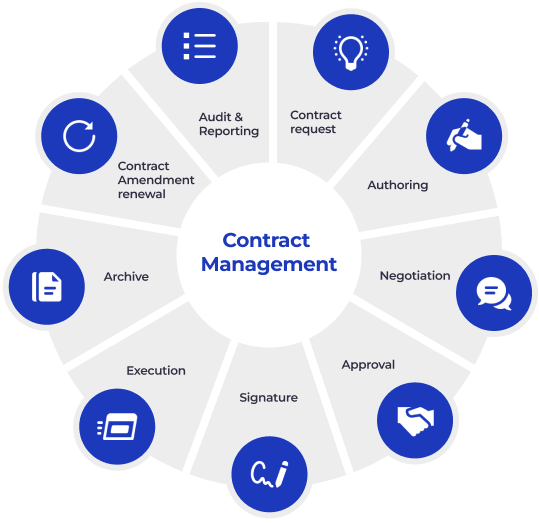 Contract
Management
Contract
request
Authoring
Negotiation
Approval
Signature
Execution
Archive
Contract
Amendment
renewal
Audit &
Reporting